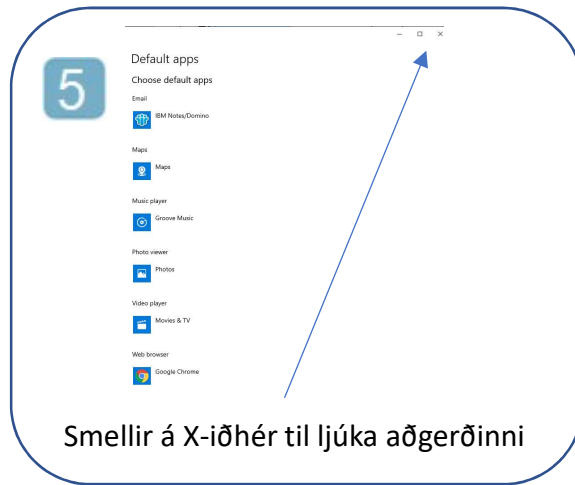 5
Default apps
Choose default apps
Email
IBM Notes/Domino
Maps
Maps
Music player
Groove Music
Photo viewer
Photos
Video player
Movies & TV
Web browser
Google Chrome
Smellir á X-iðhér til ljúka aðgerðinni